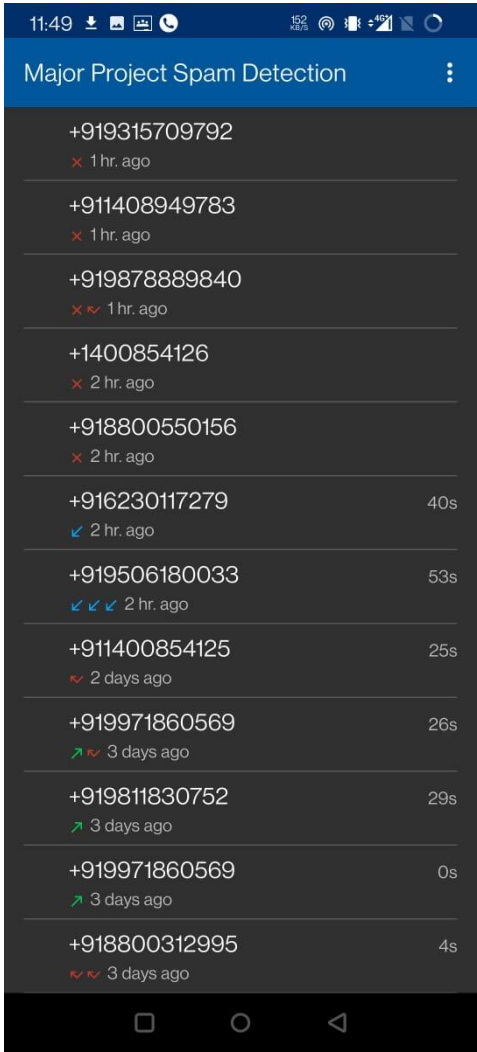 11:49
152 KB/S 4G
Major Project Spam Detection
+919315709792
1 hr. ago
+911408949783
1 hr. ago
+919878889840
1 hr. ago
+1400854126
2 hr. ago
+918800550156
2 hr. ago
+916230117279 40s
2 hr. ago
+919506180033 53s
2 hr. ago
+911400854125 25s
2 days ago
+919971860569 26s
3 days ago
+919811830752 29s
3 days ago
+919971860569 0s
3 days ago
+918800312995 4s
3 days ago